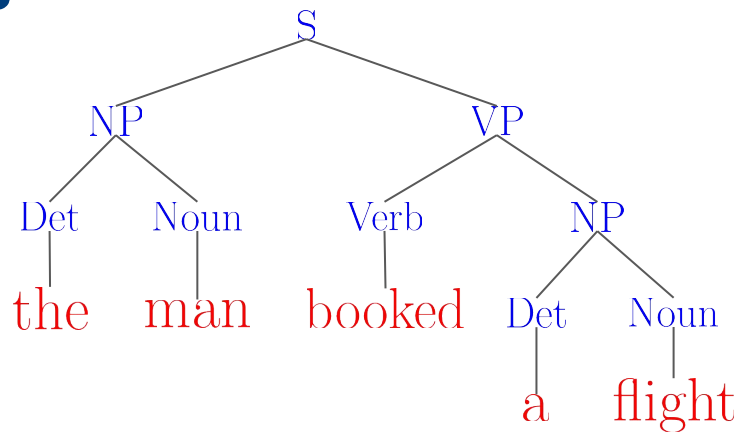 S
NP VP
Det Noun Verb NP
the man booked Det Noun
a flight